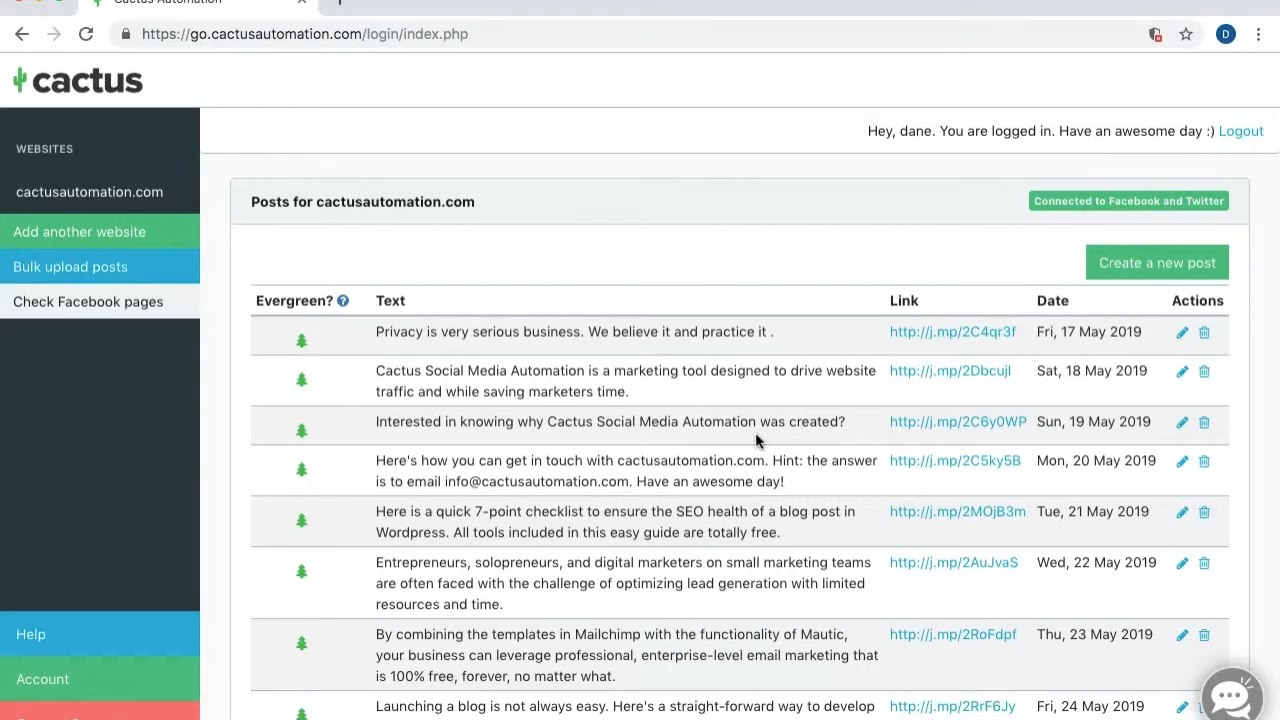 Cactus Automation
https://go.cactusautomation.com/login/index.php
D
cactus
Hey, dane. You are logged in. Have an awesome day :) Logout
WEBSITES
cactusautomation.com
Add another website
Bulk upload posts
Check Facebook pages
Help
Account
Posts for cactusautomation.com
Connected to Facebook and Twitter
Create a new post
Evergreen? ? Text Link Date Actions
Privacy is very serious business. We believe it and practice it . http://j.mp/2C4qr3f Fri, 17 May 2019
Cactus Social Media Automation is a marketing tool designed to drive website http://j.mp/2Dbcujl Sat, 18 May 2019
traffic and while saving marketers time.
Interested in knowing why Cactus Social Media Automation was created? http://j.mp/2C6y0WP Sun, 19 May 2019
Here's how you can get in touch with cactusautomation.com. Hint: the answer http://j.mp/2C5ky5B Mon, 20 May 2019
is to email info@cactusautomation.com. Have an awesome day!
Here is a quick 7-point checklist to ensure the SEO health of a blog post in http://j.mp/2MOjB3m Tue, 21 May 2019
Wordpress. All tools included in this easy guide are totally free.
Entrepreneurs, solopreneurs, and digital marketers on small marketing teams http://j.mp/2AuJvaS Wed, 22 May 2019
are often faced with the challenge of optimizing lead generation with limited
resources and time.
By combining the templates in Mailchimp with the functionality of Mautic, http://j.mp/2RoFdpf Thu, 23 May 2019
your business can leverage professional, enterprise-level email marketing that
is 100% free, forever, no matter what.
Launching a blog is not always easy. Here's a straight-forward way to develop http://j.mp/2RrF6Jy Fri, 24 May 2019